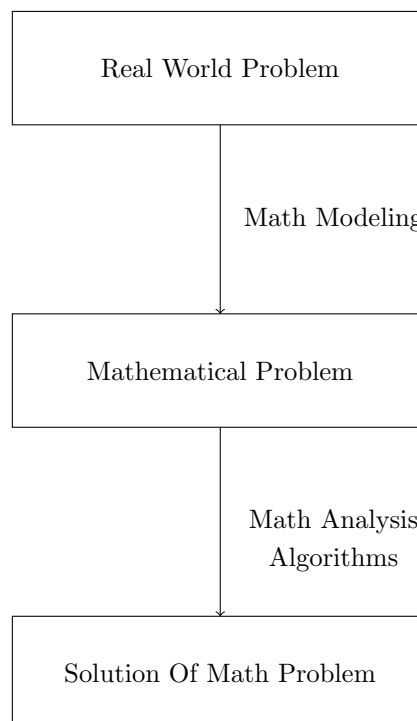 Real World Problem
Math Modeling
Mathematical Problem
Math Analysis
Algorithms
Solution Of Math Problem